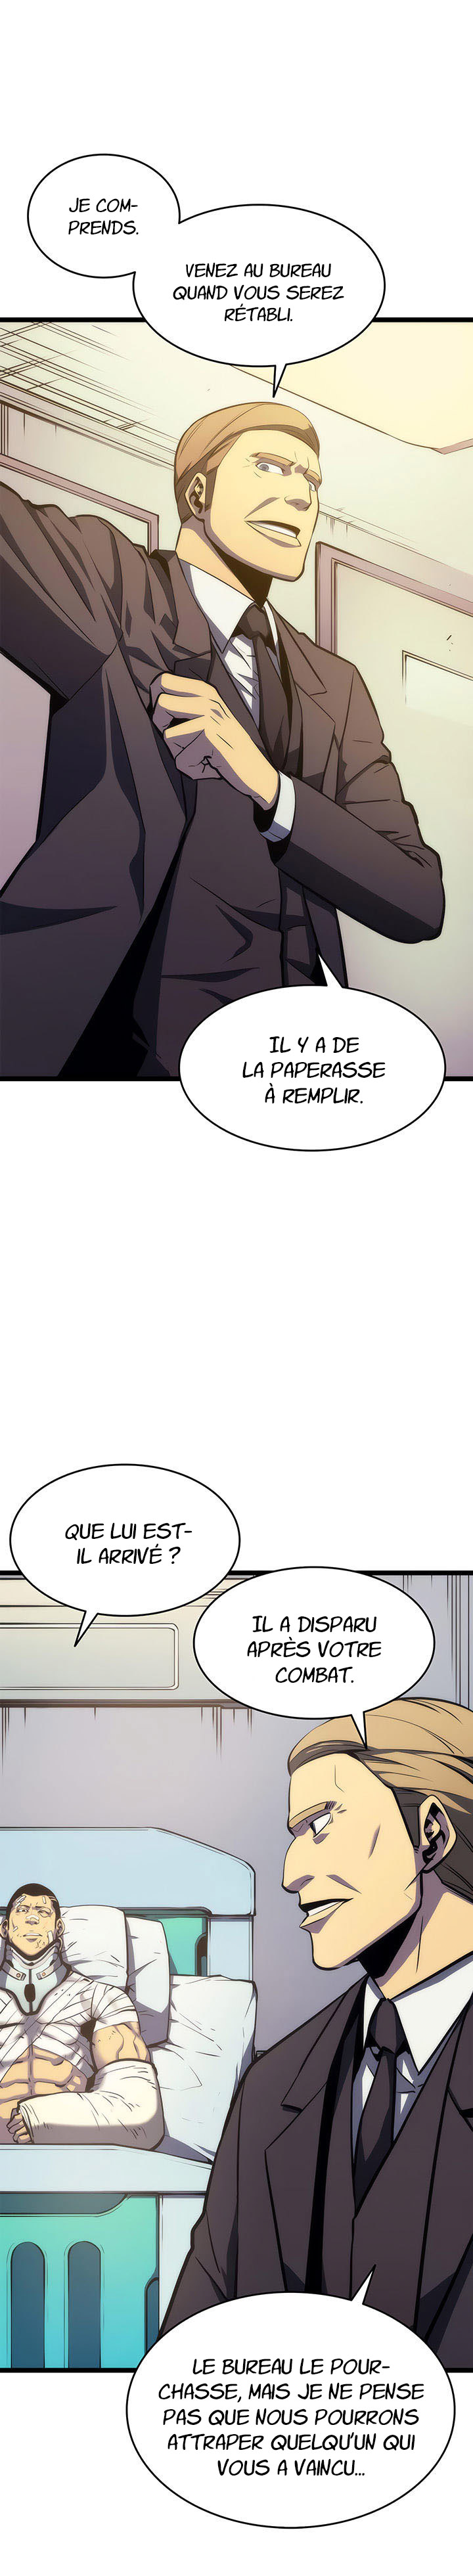 JE COM-
PRENDS.
VENEZ AU BUREAU
QUAND VOUS SEREZ
RÉTABLI.
IL Y A DE
LA PAPERASSE
À REMPLIR.
QUE LUI EST-
IL ARRIVÉ ?
IL A DISPARU
APRÈS VOTRE
COMBAT.
LE BUREAU LE POUR-
CHASSE, MAIS JE NE PENSE
PAS QUE NOUS POURRONS
ATTRAPER QUELQU'UN QUI
VOUS A VAINCU...